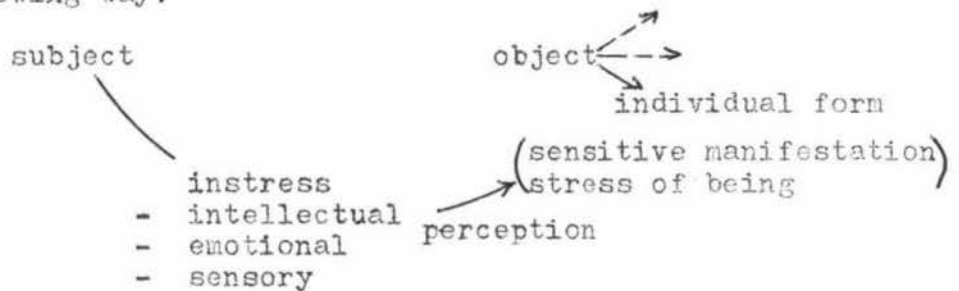 owing way:
subject
object
individual form
(sensitive manifestation)
stress of being
instress
- intellectual
perception
- emotional
- sensory